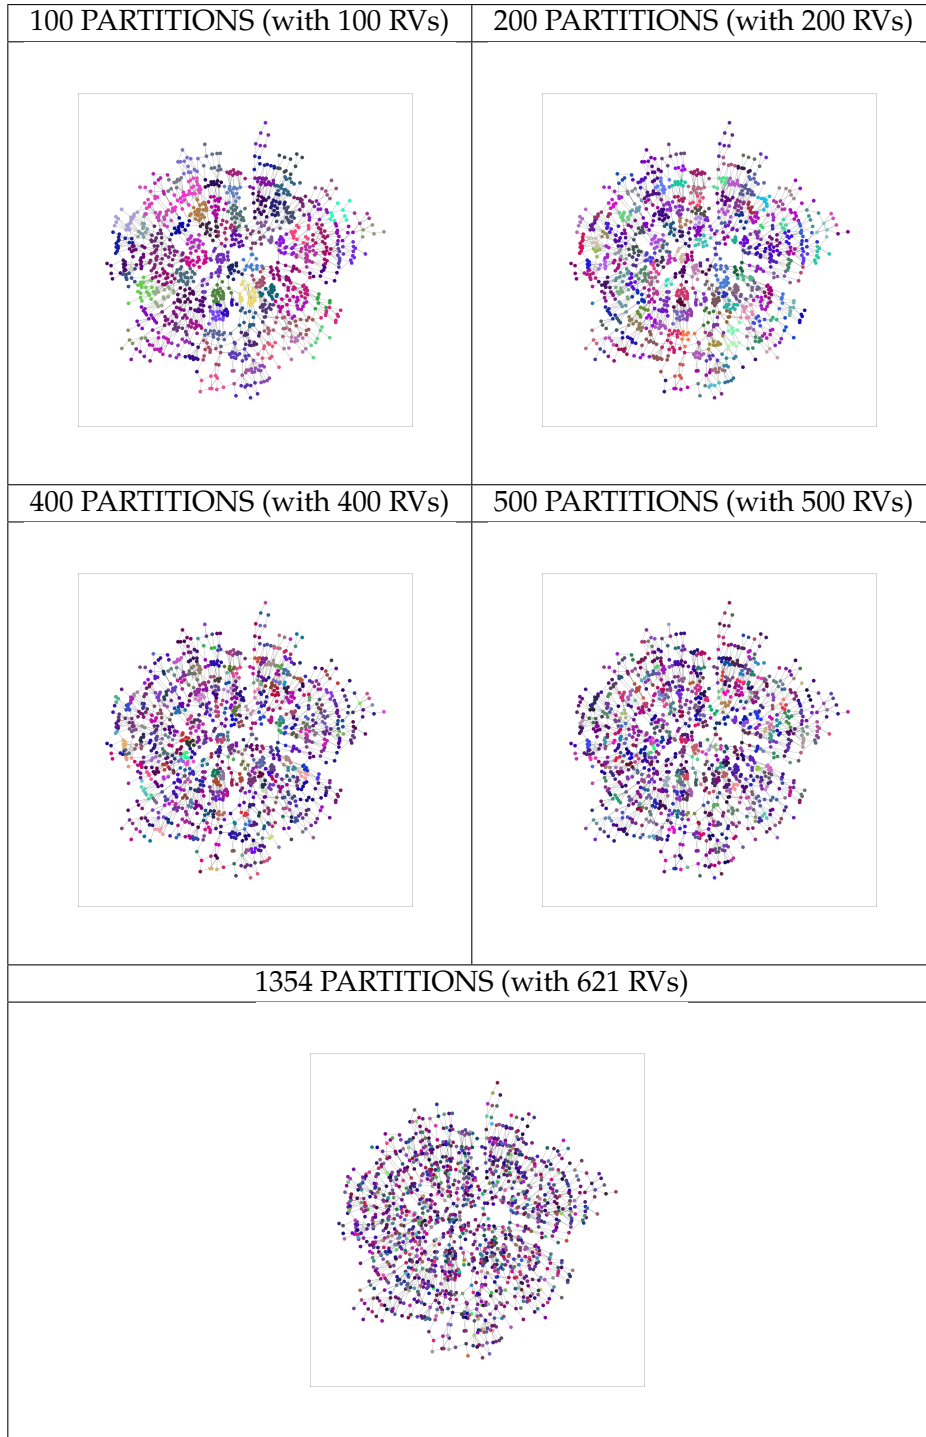 100 PARTITIONS (with 100 RVs)
200 PARTITIONS (with 200 RVs)
400 PARTITIONS (with 400 RVs)
500 PARTITIONS (with 500 RVs)
1354 PARTITIONS (with 621 RVs)